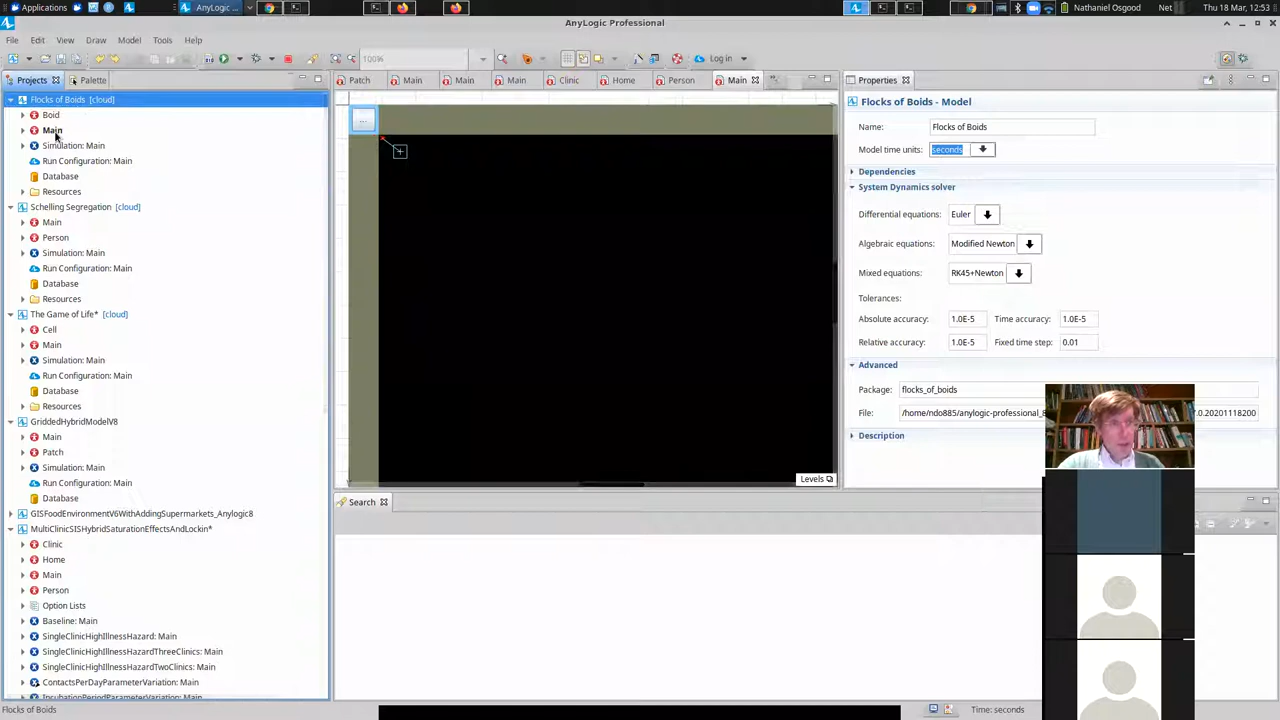 Applications
AnyLogic ...
Nathaniel Osgood
Net
Thu 18 Mar, 12:53
AnyLogic Professional
File Edit View Draw Model Tools Help
100%
Log in
Projects Palette
Patch Main Main Main Clinic Home Person Main
Properties
Flocks of Boids [cloud]
Boid
Main
Simulation: Main
Run Configuration: Main
Database
Resources
Schelling Segregation [cloud]
Main
Person
Simulation: Main
Run Configuration: Main
Database
Resources
The Game of Life* [cloud]
Cell
Main
Simulation: Main
Run Configuration: Main
Database
Resources
GriddedHybridModelV8
Main
Patch
Simulation: Main
Run Configuration: Main
Database
GISFoodEnvironmentV6WithAddingSupermarkets_Anylogic8
MultiClinicSISHybridSaturationEffectsAndLockin*
Clinic
Home
Main
Person
Option Lists
Baseline: Main
SingleClinicHighIllnessHazard: Main
SingleClinicHighIllnessHazardThreeClinics: Main
SingleClinicHighIllnessHazardTwoClinics: Main
ContactsPerDayParameterVariation: Main
IncubationPeriodParameterVariation: Main
...
Levels
Search
Flocks of Boids - Model
Name: Flocks of Boids
Model time units: seconds
Dependencies
System Dynamics solver
Differential equations: Euler
Algebraic equations: Modified Newton
Mixed equations: RK45+Newton
Tolerances:
Absolute accuracy: 1.0E-5 Time accuracy: 1.0E-5
Relative accuracy: 1.0E-5 Fixed time step: 0.01
Advanced
Package: flocks_of_boids
File: /home/ndo885/anylogic-professional_8 .0.20201118200
Description
Flocks of Boids
Time: seconds